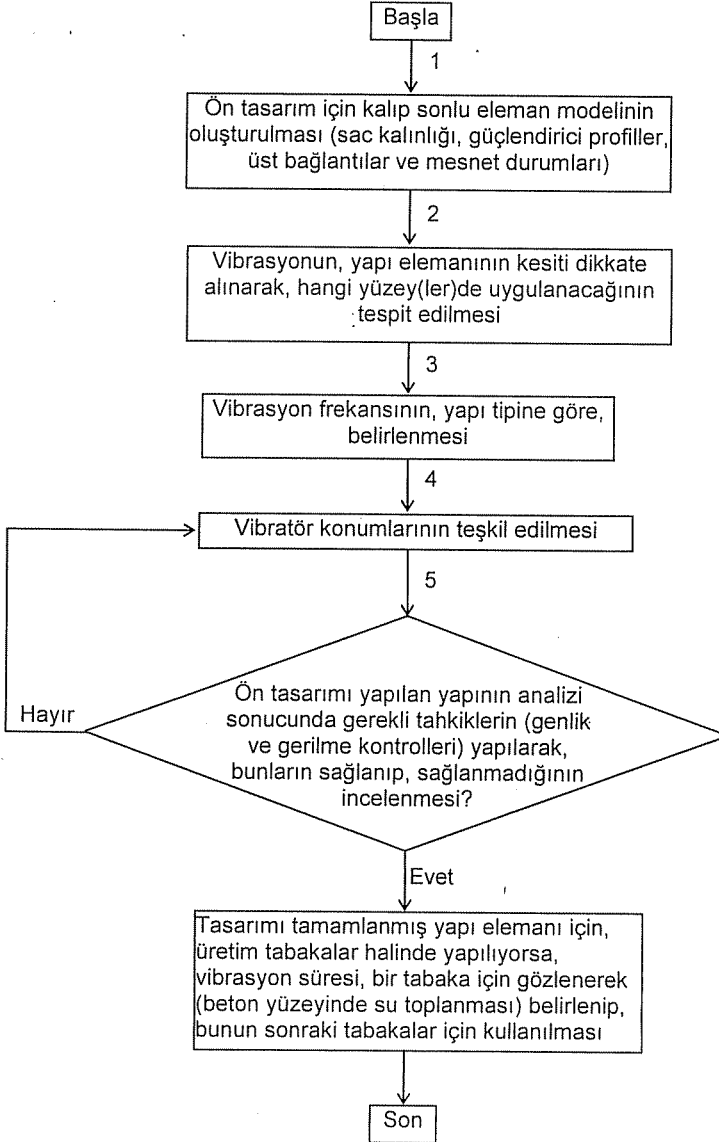 Başla
1
Ön tasarım için kalıp sonlu eleman modelinin
oluşturulması (sac kalınlığı, güçlendirici profiller,
üst bağlantılar ve mesnet durumları)
2
Vibrasyonun, yapı elemanının kesiti dikkate
alınarak, hangi yüzey(ler)de uygulanacağının
tespit edilmesi
3
Vibrasyon frekansının, yapı tipine göre,
belirlenmesi
4
Vibratör konumlarının teşkil edilmesi
5
Hayır
Ön tasarımı yapılan yapının analizi
sonucunda gerekli tahkiklerin (genlik
ve gerilme kontrolleri) yapılarak,
bunların sağlanıp, sağlanmadığının
incelenmesi?
Evet
Tasarımı tamamlanmış yapı elemanı için,
üretim tabakalar halinde yapılıyorsa,
vibrasyon süresi, bir tabaka için gözlenerek
(beton yüzeyinde su toplanması) belirlenip,
bunun sonraki tabakalar için kullanılması
Son